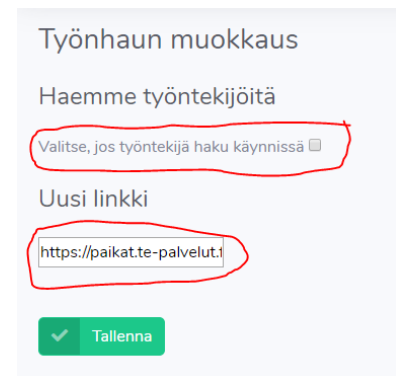 Työnhaun muokkaus
Haemme työntekijöitä
Valitse, jos työntekijä haku käynnissä
Uusi linkki
https://paikat.te-palvelut.f
Tallenna